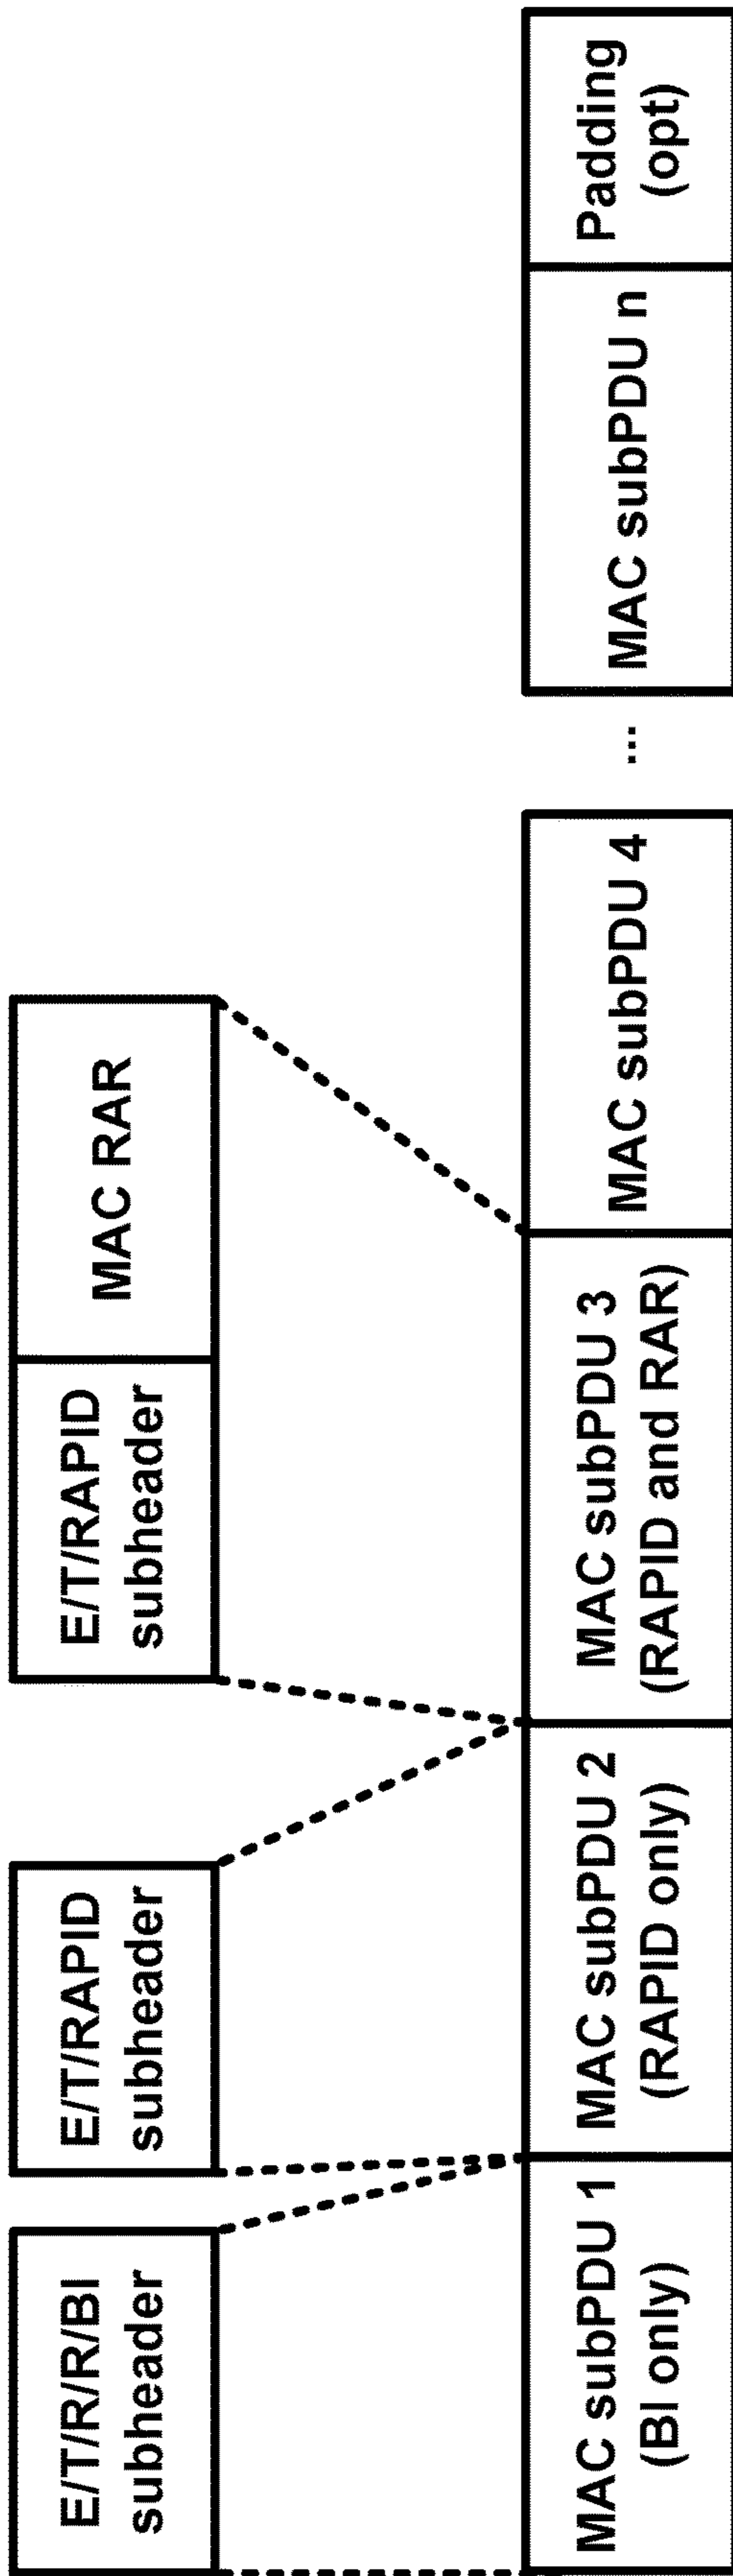 E/T/R/R/BI
subheader
E/T/RAPID
subheader
E/T/RAPID
subheader
MAC RAR
MAC subPDU 1
(BI only)
MAC subPDU 2
(RAPID only)
MAC subPDU 3
(RAPID and RAR)
MAC subPDU 4
...
MAC subPDU n
Padding
(opt)